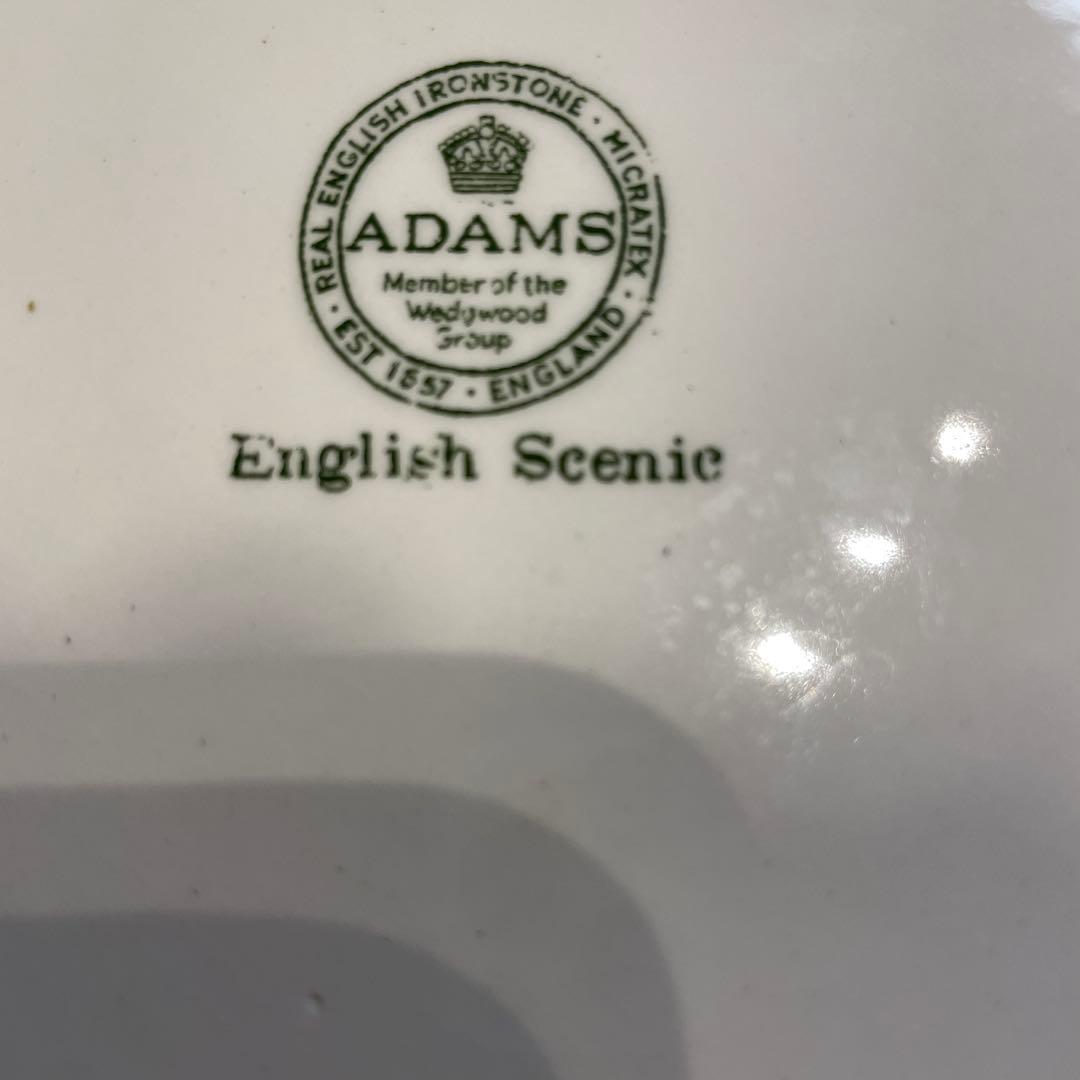 REAL ENGLISH IRONSTONE · MICRATEX ·
ADAMS
Member of the
Wedgwood
Group
EST 1657 · ENGLAND ·
English Scenic